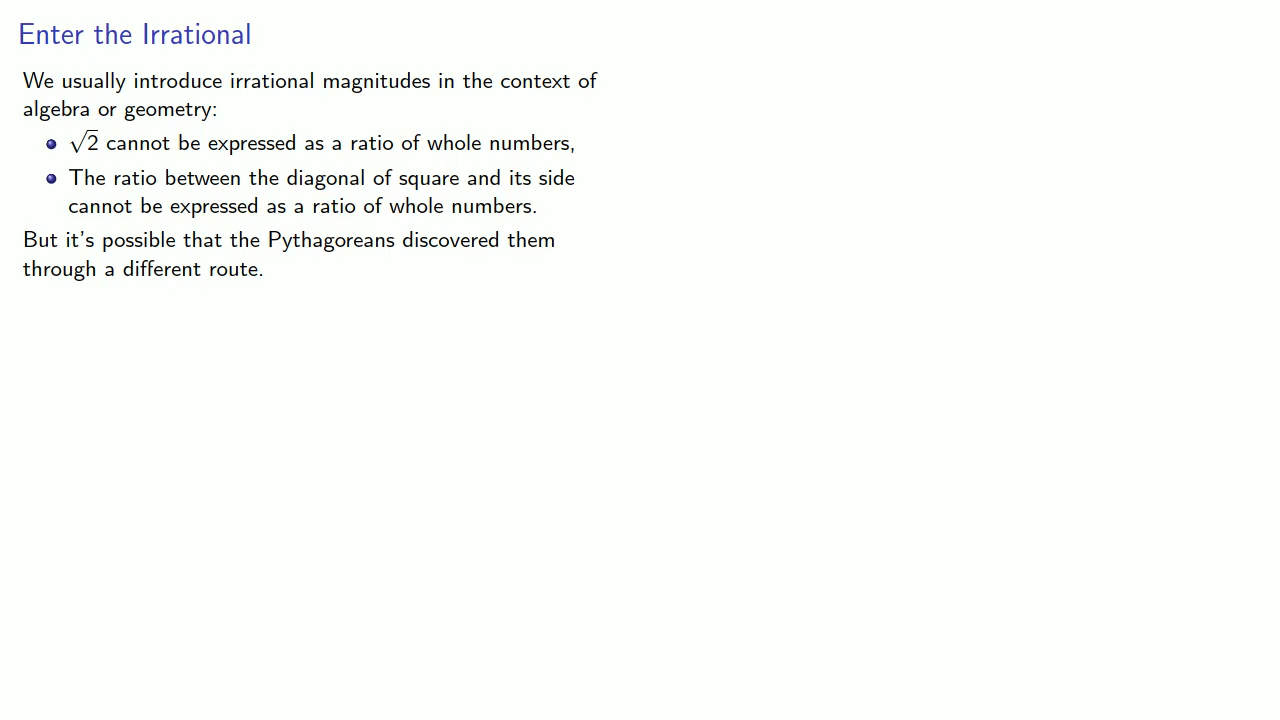 Enter the Irrational
We usually introduce irrational magnitudes in the context of
algebra or geometry:
• √2 cannot be expressed as a ratio of whole numbers,
• The ratio between the diagonal of square and its side
cannot be expressed as a ratio of whole numbers.
But it's possible that the Pythagoreans discovered them
through a different route.